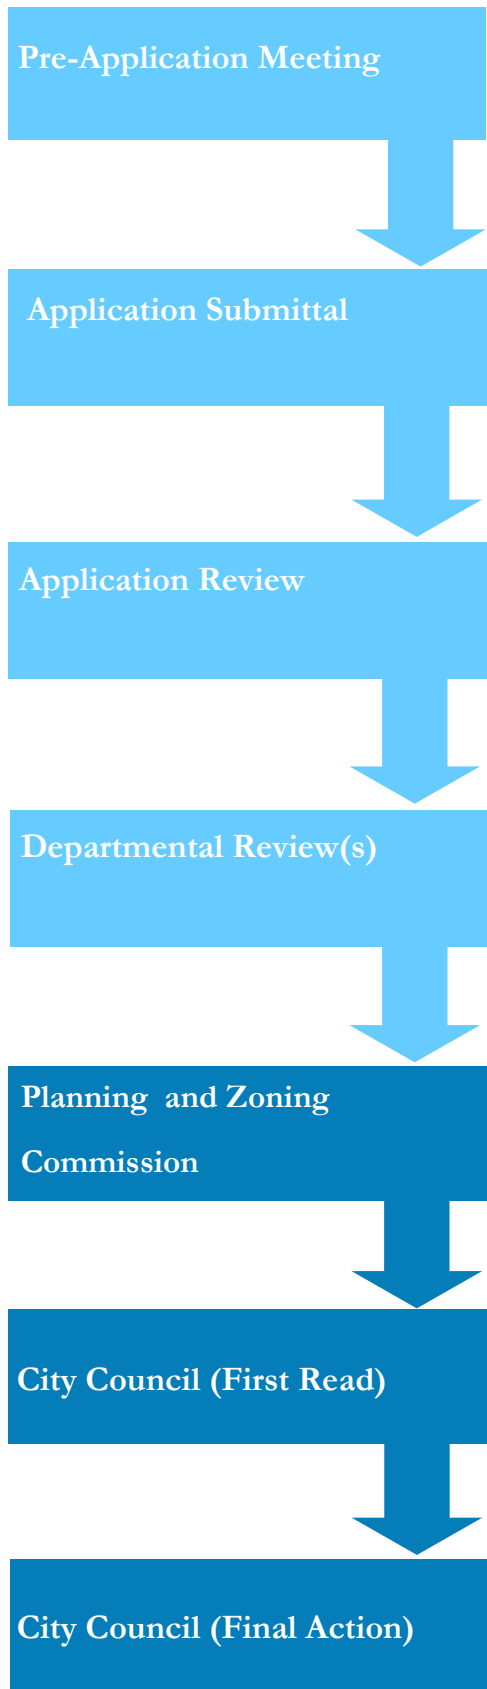 Pre-Application Meeting
Application Submittal
Application Review
Departmental Review(s)
Planning  and Zoning
Commission
City Council (First Read)
City Council (Final Action)